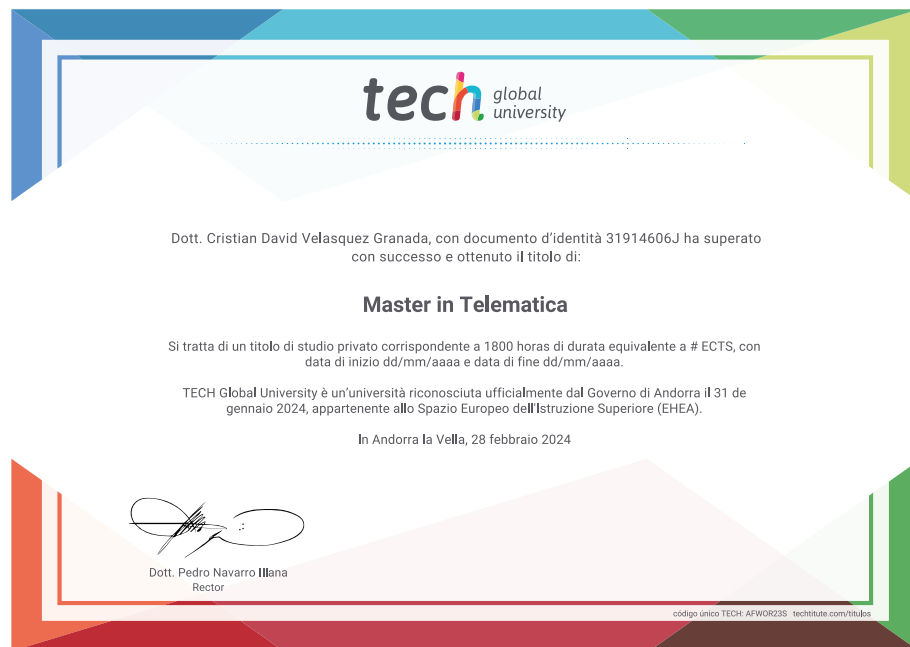 tech global university
Dott. Cristian David Velasquez Granada, con documento d'identità 31914606J ha superato
con successo e ottenuto il titolo di:
Master in Telematica
Si tratta di un titolo di studio privato corrispondente a 1800 horas di durata equivalente a # ECTS, con
data di inizio dd/mm/aaaa e data di fine dd/mm/aaaa.
TECH Global University è un'università riconosciuta ufficialmente dal Governo di Andorra il 31 de
gennaio 2024, appartenente allo Spazio Europeo dell'Istruzione Superiore (EHEA).
In Andorra la Vella, 28 febbraio 2024
Dott. Pedro Navarro Illana
Rector
código único TECH: AFWOR23S techtitute.com/titulos